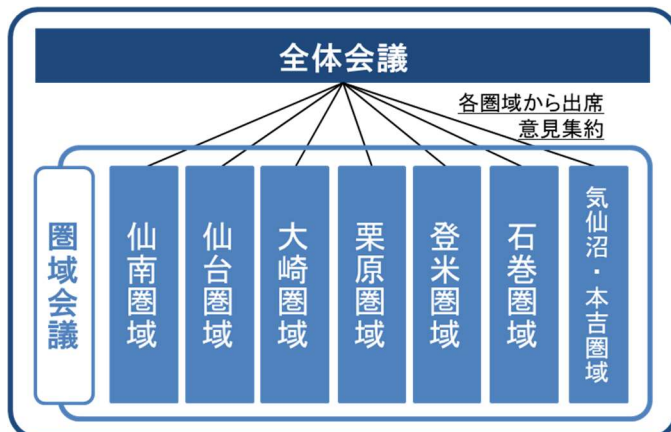 全体会議
各圏域から出席
意見集約
圏域会議
仙南圏域
仙台圏域
大崎圏域
栗原圏域
登米圏域
石巻圏域
気仙沼・本吉圏域